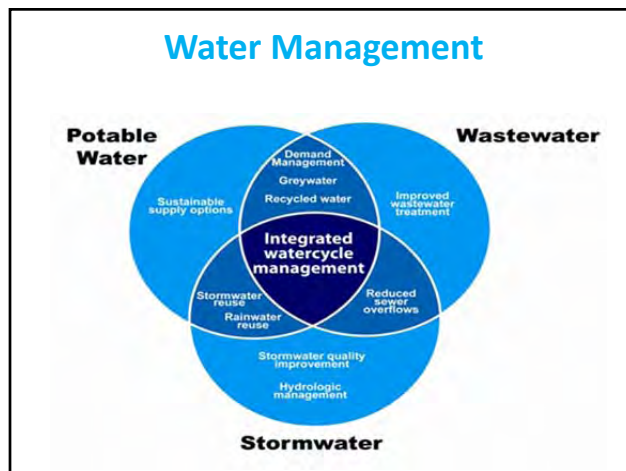 Water Management
Potable
Water
Wastewater
Demand
Management
Greywater
Recycled water
Sustainable
supply options
Improved
wastewater
treatment
Integrated
watercycle
management
Stormwater
reuse
Rainwater
reuse
Reduced
sewer
overflows
Stormwater quality
improvement
Hydrologic
management
Stormwater